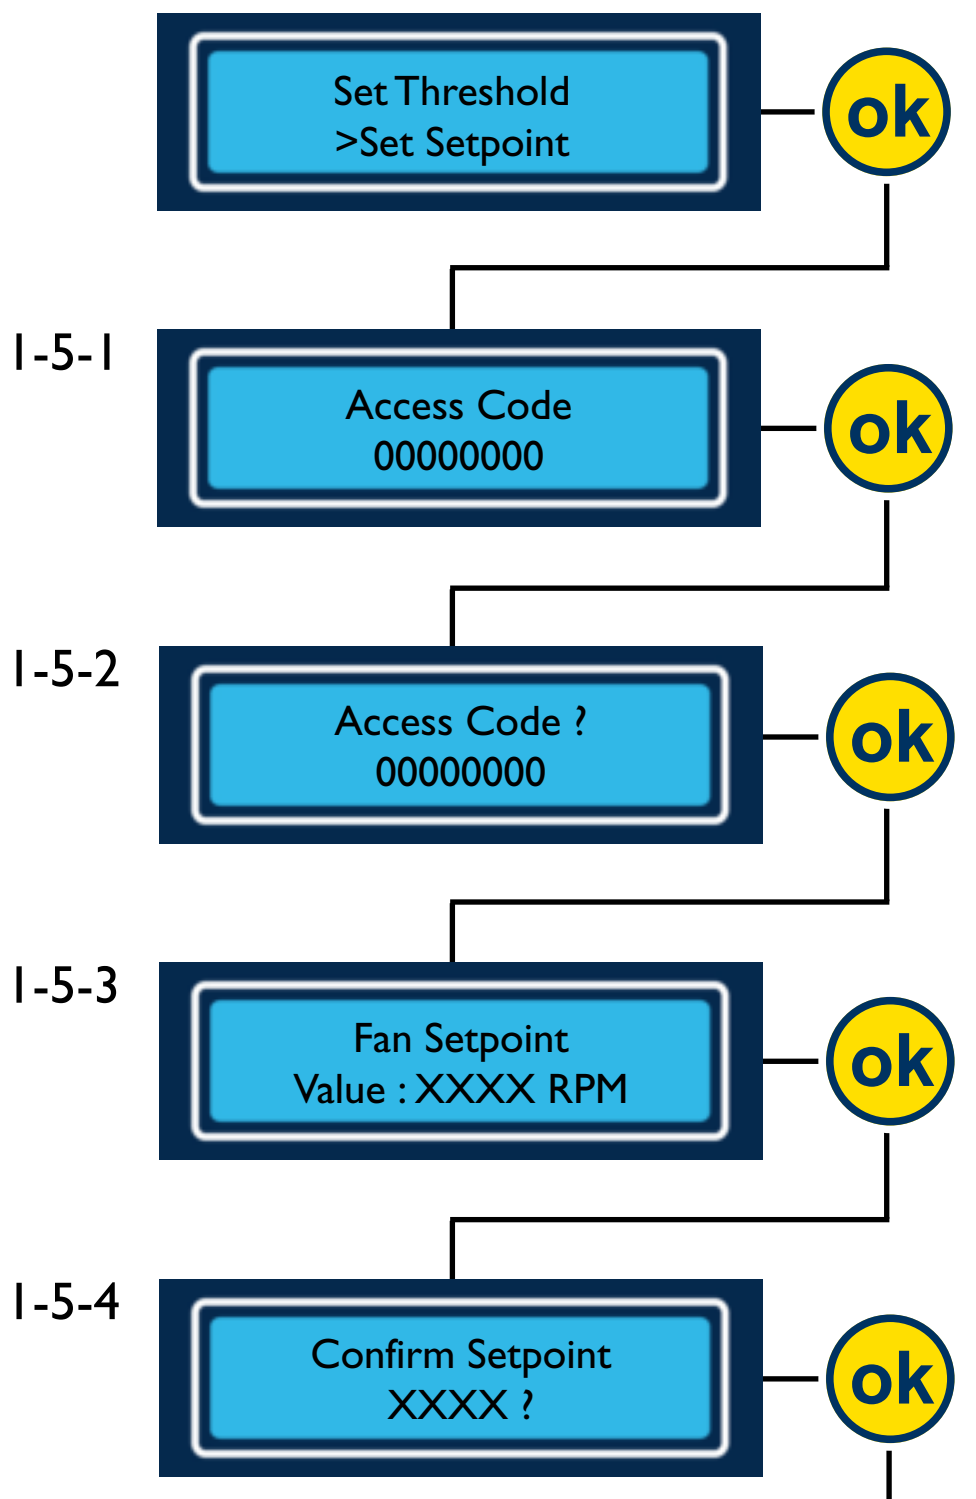 Set Threshold
>Set Setpoint
ok
1-5-1
Access Code
00000000
ok
1-5-2
Access Code ?
00000000
ok
1-5-3
Fan Setpoint
Value : XXXX RPM
ok
1-5-4
Confirm Setpoint
XXXX ?
ok